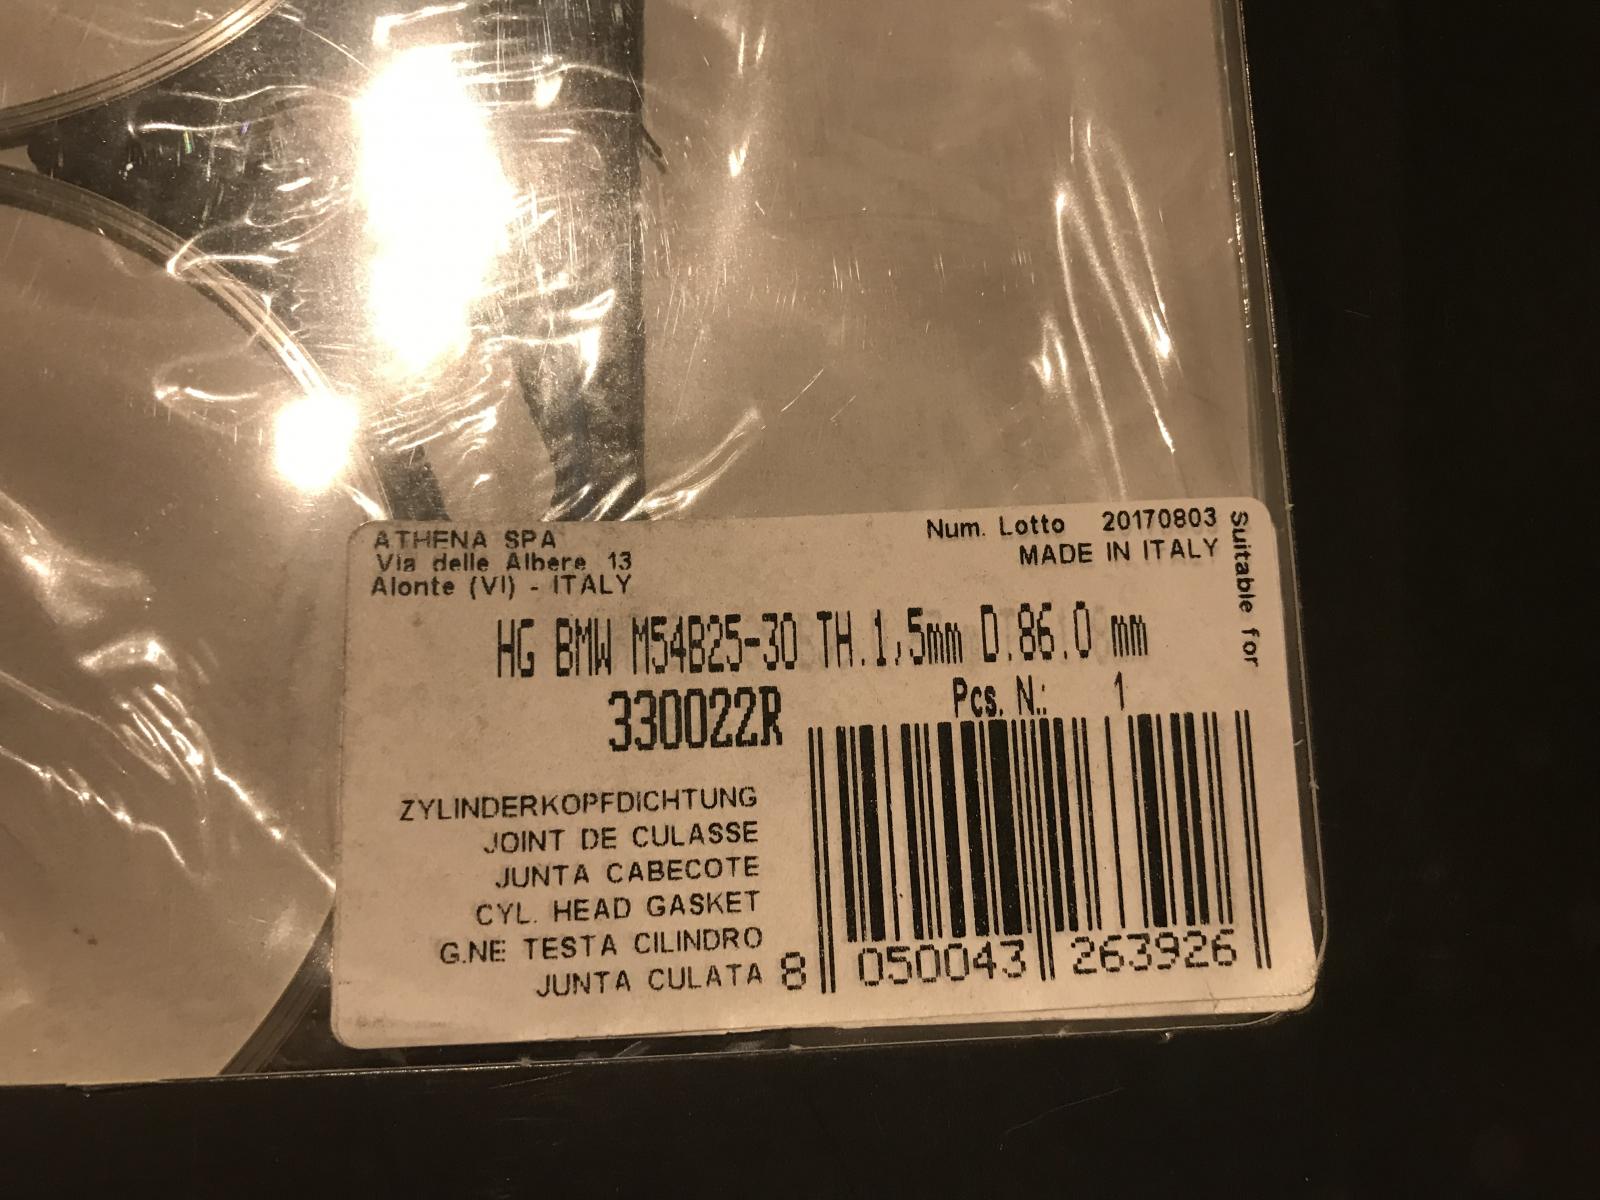 ATHENA SPA
Via delle Albere 13
Alonte (VI) - ITALY
Num. Lotto 20170803
MADE IN ITALY
Suitable for
HG BMW M54B25-30 TH.1,5mm D.86.0 mm
330022R
Pcs. N.: 1
ZYLINDERKOPFDICHTUNG
JOINT DE CULASSE
JUNTA CABECOTE
CYL. HEAD GASKET
G.NE TESTA CILINDRO
JUNTA CULATA
8 050043 263926